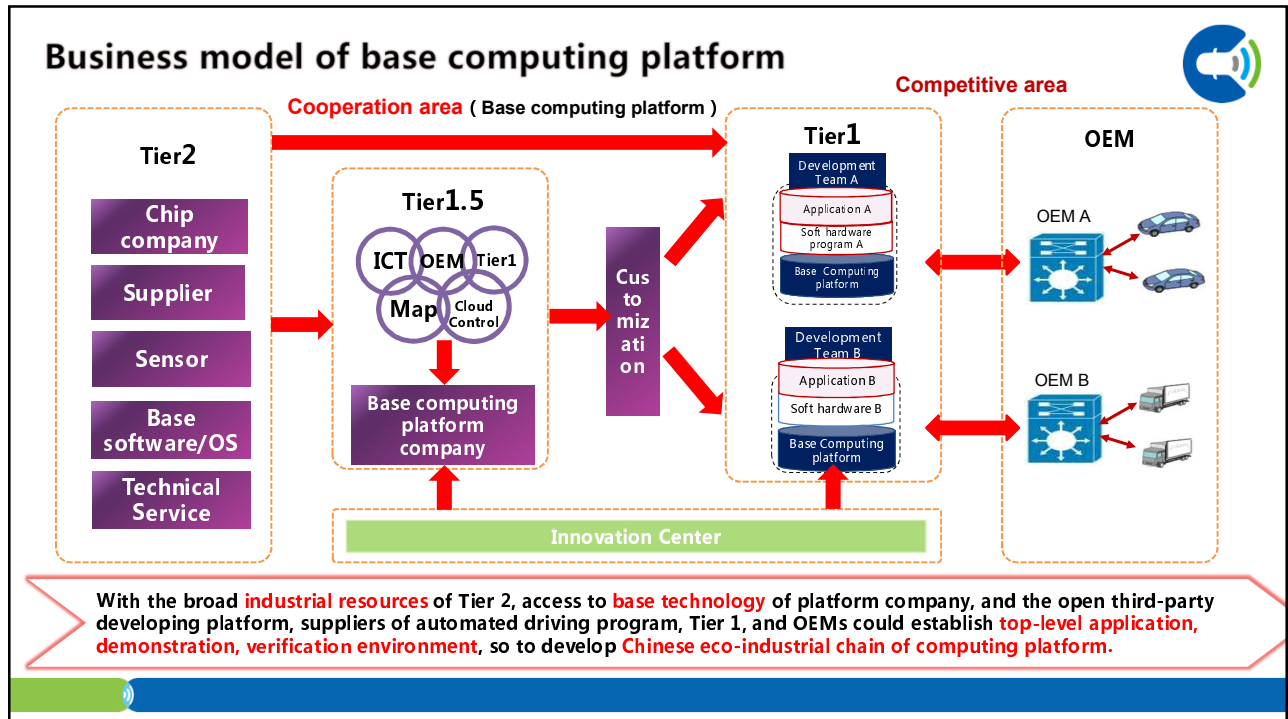 Business model of base computing platform
Cooperation area ( Base computing platform )
Competitive area
Tier2
Chip
company
Supplier
Sensor
Base
software/OS
Technical
Service
Tier1.5
ICT
OEM
Tier1
Map
Cloud
Control
Base computing
platform
company
Cus
to
miz
ati
on
Tier1
Development
Team A
Application A
Soft hardware
program A
Base Computing
platform
Development
Team B
Application B
Soft hardware B
Base Computing
platform
OEM
OEM A
OEM B
Innovation Center
With the broad industrial resources of Tier 2, access to base technology of platform company, and the open third-party
developing platform, suppliers of automated driving program, Tier 1, and OEMs could establish top-level application,
demonstration, verification environment, so to develop Chinese eco-industrial chain of computing platform.